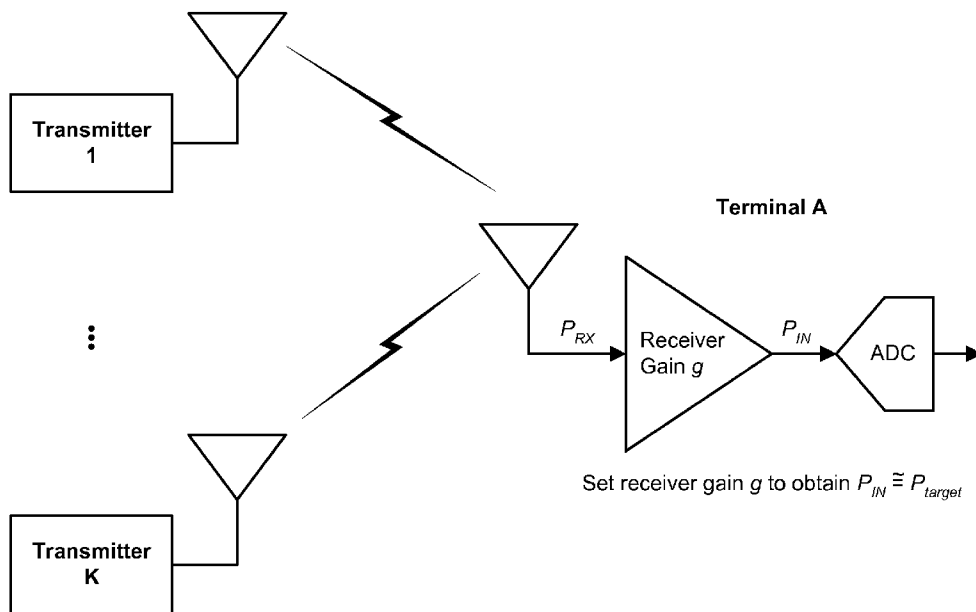 Transmitter
1
Terminal A
P_RX
Receiver
Gain g
P_IN
ADC
Set receiver gain g to obtain P_IN ≅ P_target
Transmitter
K